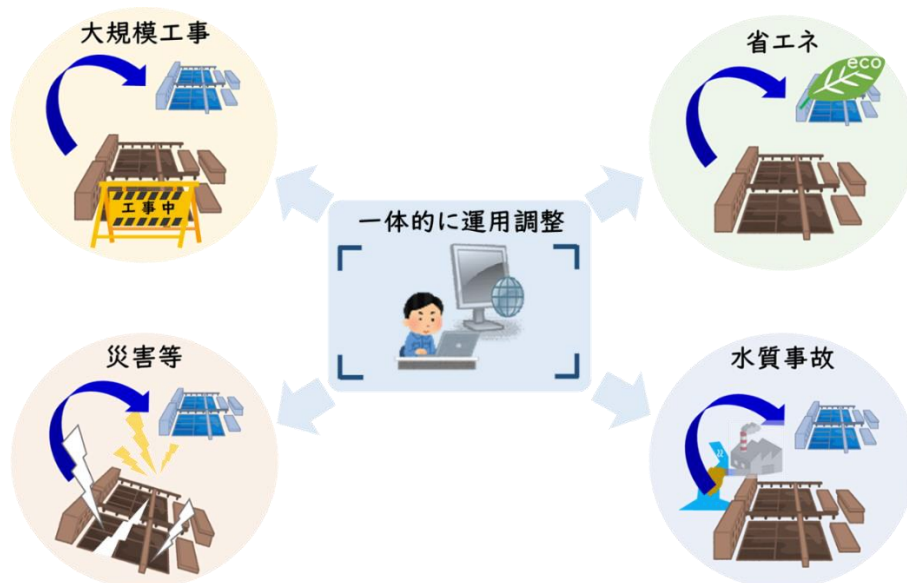 大規模工事
工事中
省エネ
eco
一体的に運用調整
災害等
水質事故